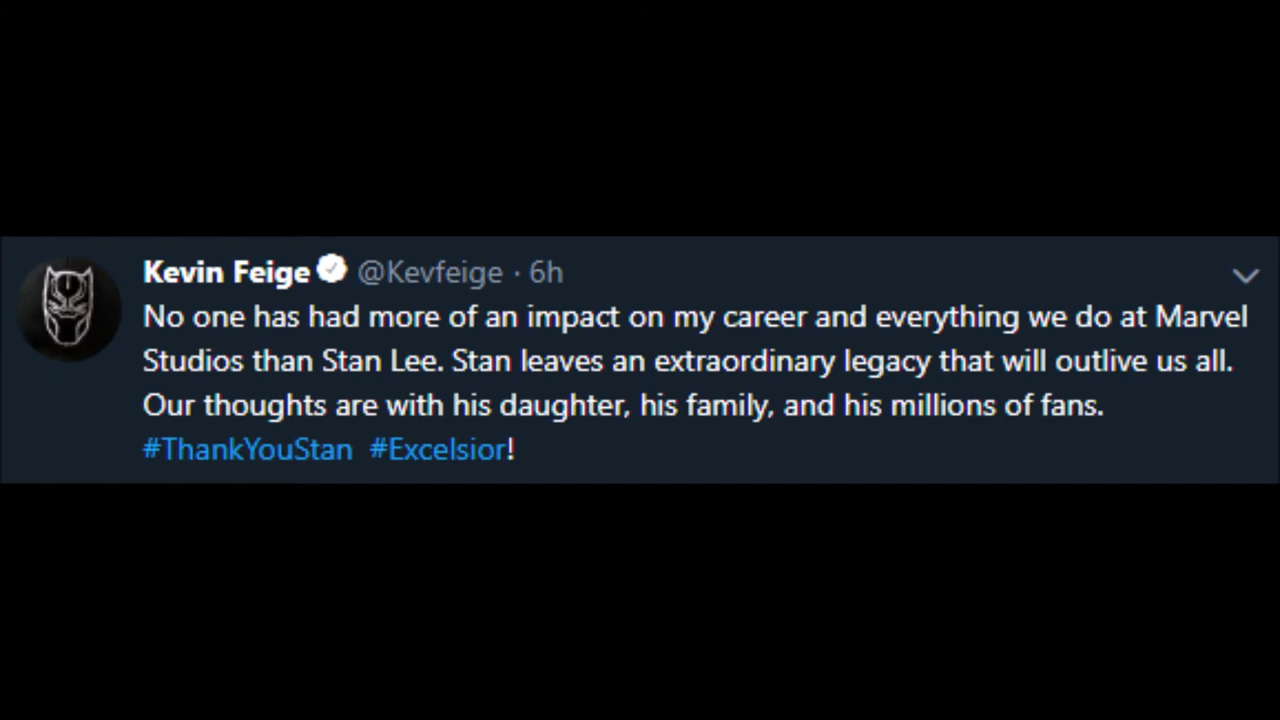 Kevin Feige @Kevfeige · 6h
No one has had more of an impact on my career and everything we do at Marvel
Studios than Stan Lee. Stan leaves an extraordinary legacy that will outlive us all.
Our thoughts are with his daughter, his family, and his millions of fans.
#ThankYouStan #Excelsior!